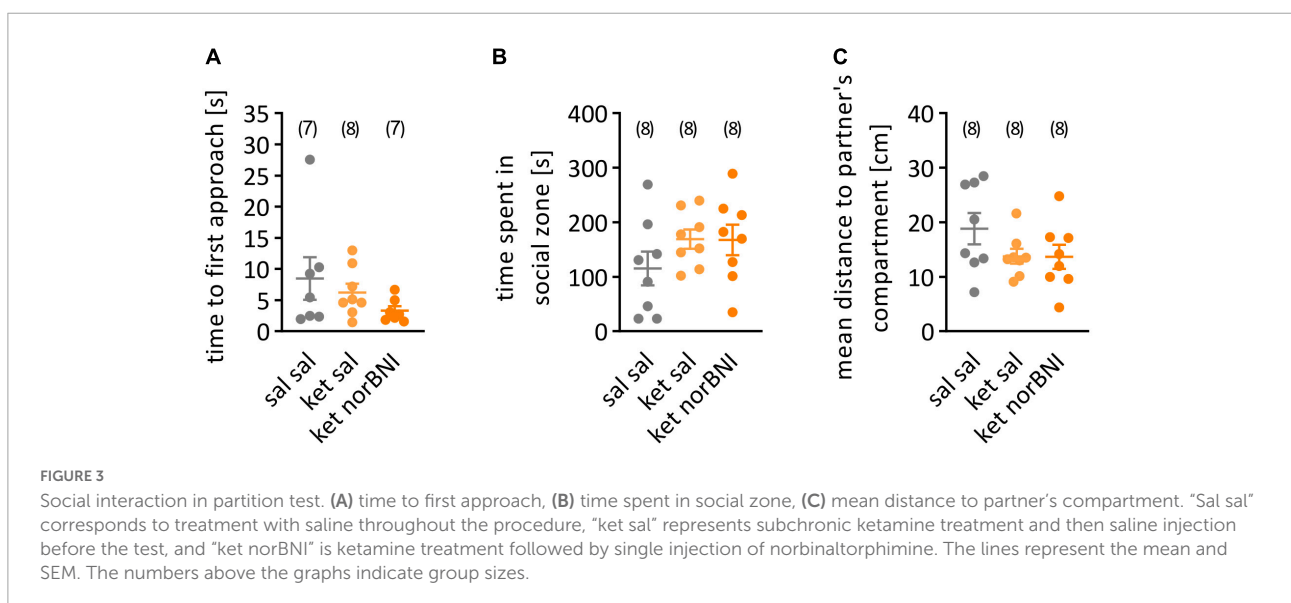 A
time to first approach [s]
35
30
25
20
15
10
5
0
(7)
(8)
(7)
sal sal
ket sal
ket norBNI
B
time spent in
social zone [s]
400
300
200
100
0
(8)
(8)
(8)
sal sal
ket sal
ket norBNI
C
mean distance to partner's
compartment [cm]
40
30
20
10
0
(8)
(8)
(8)
sal sal
ket sal
ket norBNI
FIGURE 3
Social interaction in partition test. (A) time to first approach, (B) time spent in social zone, (C) mean distance to partner’s compartment. “Sal sal”
corresponds to treatment with saline throughout the procedure, “ket sal” represents subchronic ketamine treatment and then saline injection
before the test, and “ket norBNI” is ketamine treatment followed by single injection of norbinaltorphimine. The lines represent the mean and
SEM. The numbers above the graphs indicate group sizes.